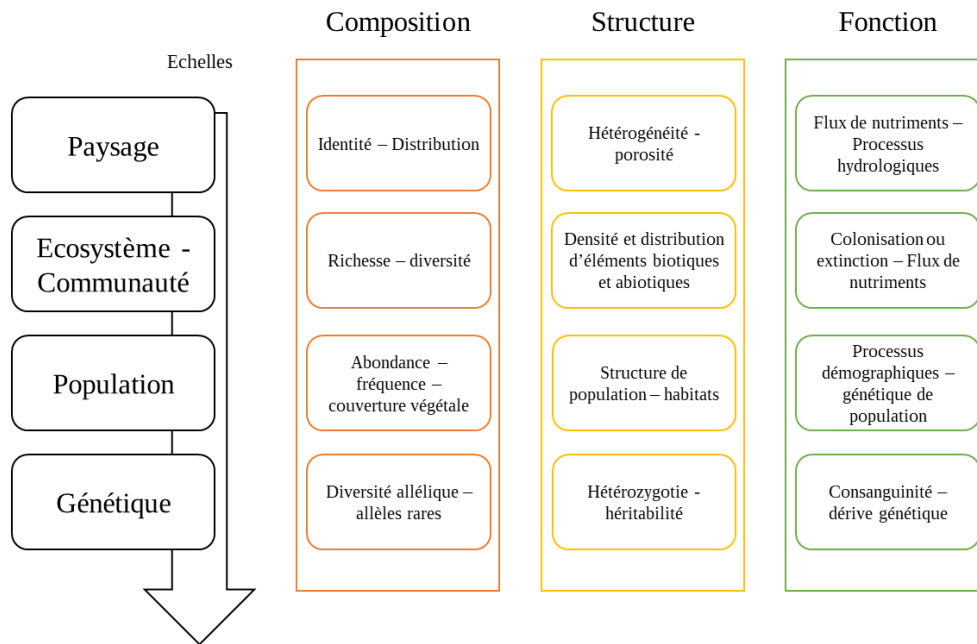 Composition
Structure
Fonction
Echelles
Paysage
Identité – Distribution
Hétérogénéité -
porosité
Flux de nutriments –
Processus
hydrologiques
Ecosystème -
Communauté
Richesse – diversité
Densité et distribution
d’éléments biotiques
et abiotiques
Colonisation ou
extinction – Flux de
nutriments
Population
Abondance –
fréquence –
couverture végétale
Structure de
population – habitats
Processus
démographiques –
génétique de
population
Génétique
Diversité allélique –
allèles rares
Hétérozygotie -
héritabilité
Consanguinité –
dérive génétique